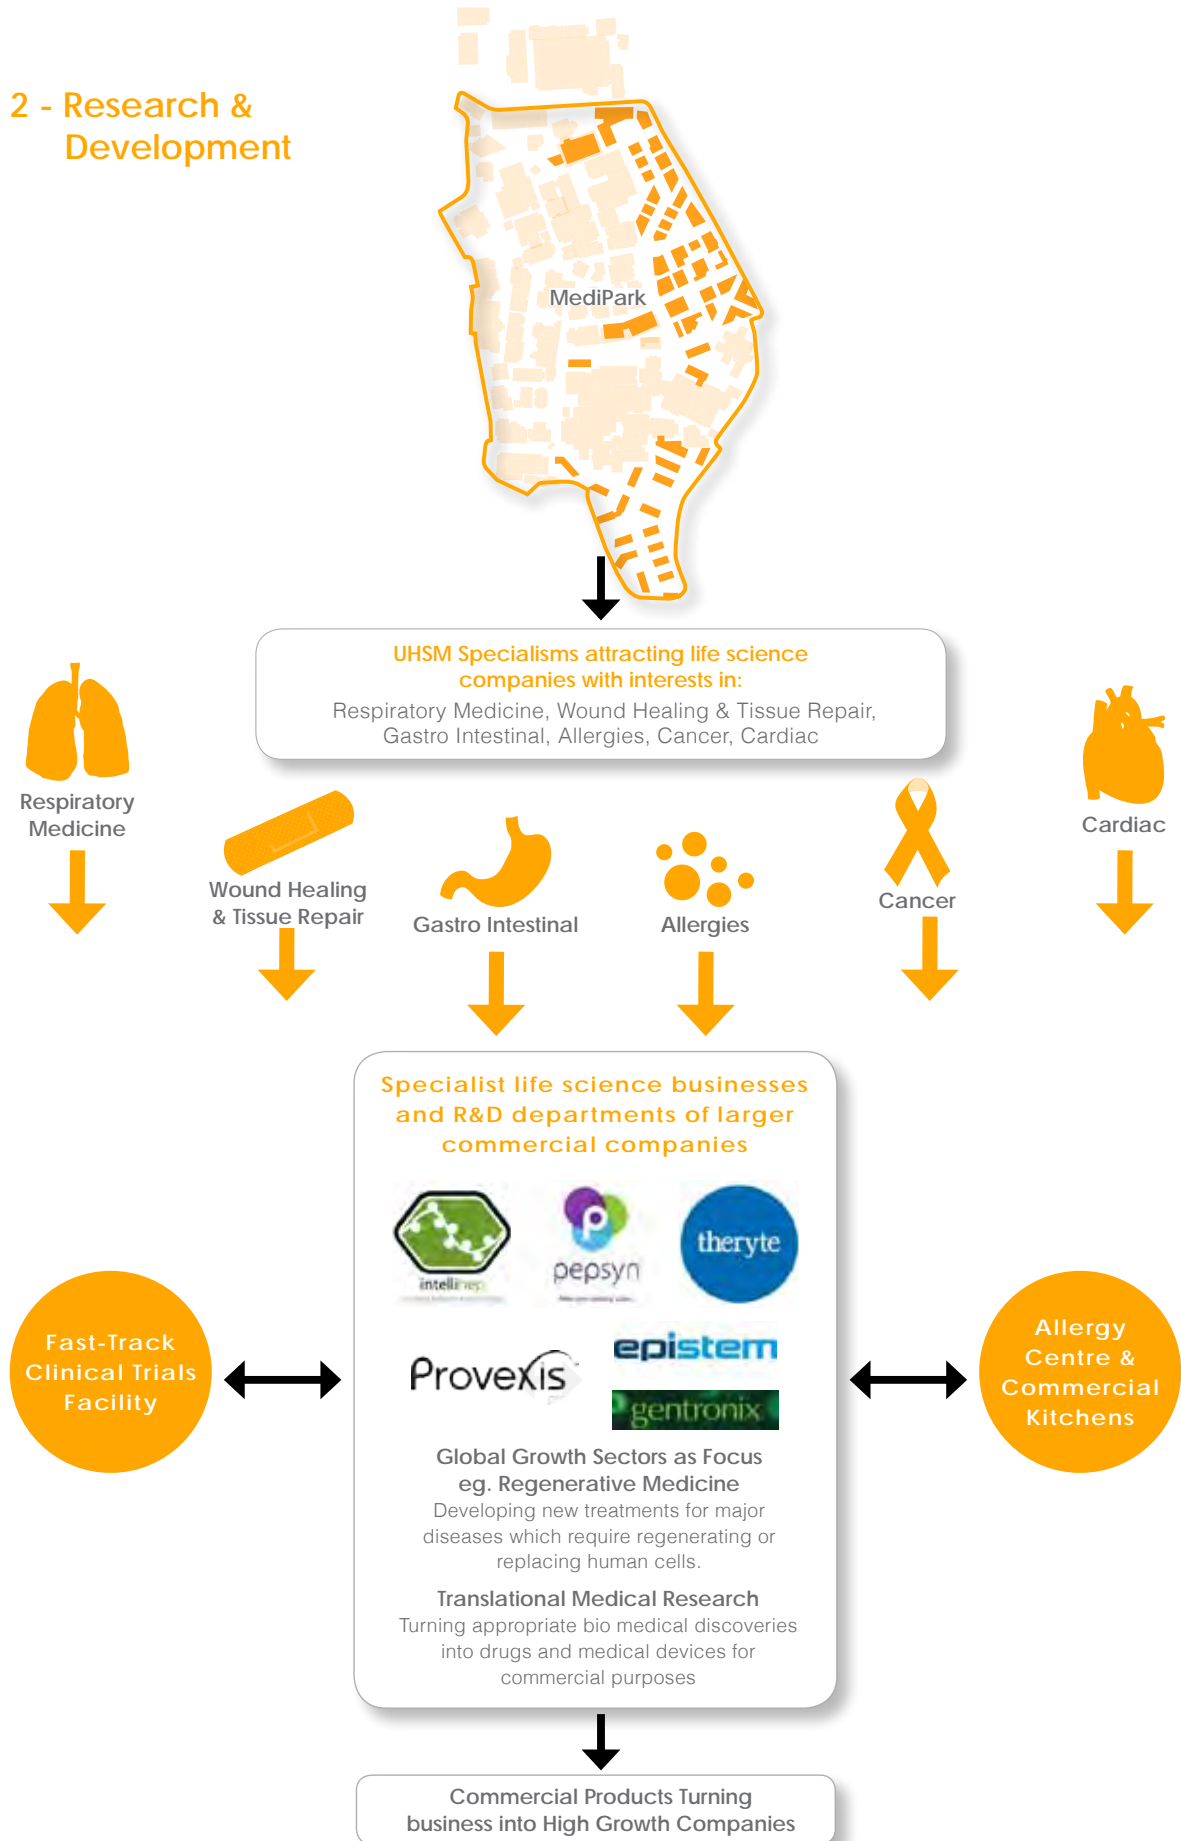 2 - Research &
Development
MediPark
UHSM Specialisms attracting life science
companies with interests in:
Respiratory Medicine, Wound Healing & Tissue Repair,
Gastro Intestinal, Allergies, Cancer, Cardiac
Respiratory
Medicine
Wound Healing
& Tissue Repair
Gastro Intestinal
Allergies
Cancer
Cardiac
Specialist life science businesses
and R&D departments of larger
commercial companies
intellihep
pepsyn
theryte
Provexis
epistem
gentronix
Fast-Track
Clinical Trials
Facility
Allergy
Centre &
Commercial
Kitchens
Global Growth Sectors as Focus
eg. Regenerative Medicine
Developing new treatments for major
diseases which require regenerating or
replacing human cells.
Translational Medical Research
Turning appropriate bio medical discoveries
into drugs and medical devices for
commercial purposes
Commercial Products Turning
business into High Growth Companies